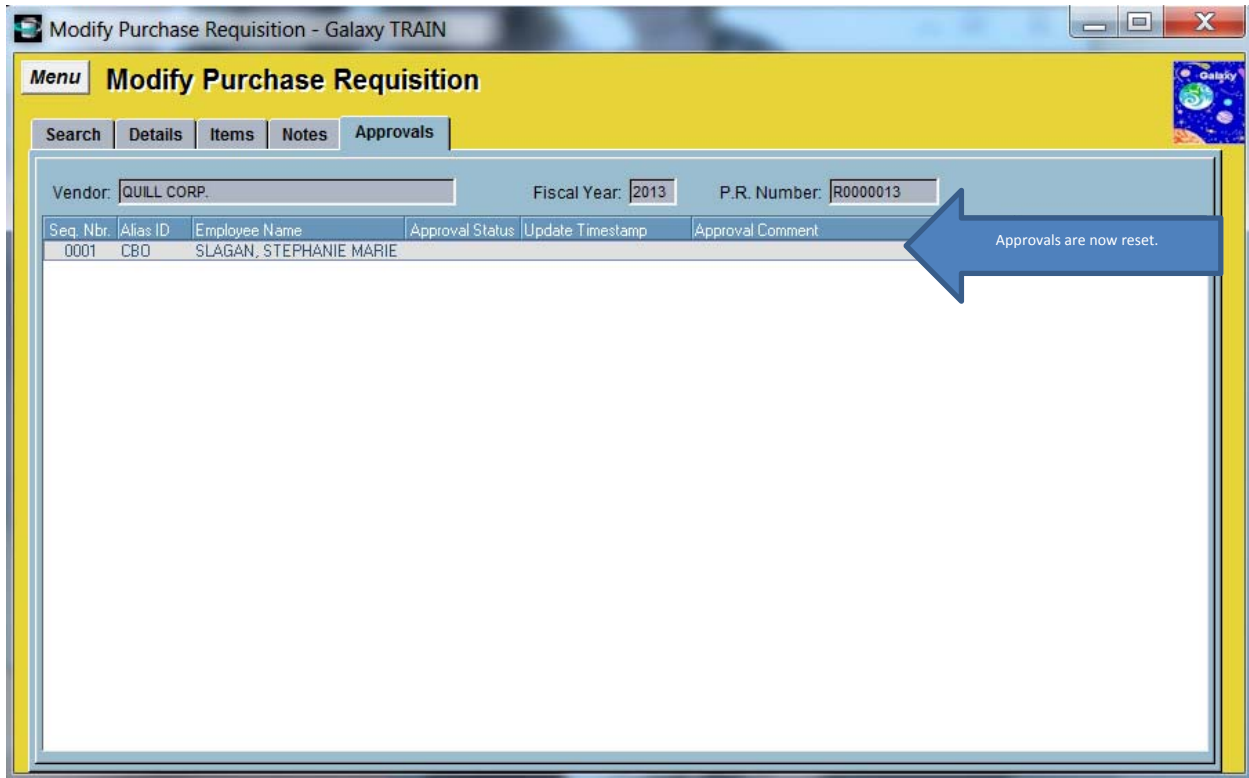 Modify Purchase Requisition - Galaxy TRAIN
Menu Modify Purchase Requisition
Galaxy
Search Details Items Notes Approvals
Vendor: QUILL CORP. Fiscal Year: 2013 P.R. Number: R0000013
Seq. Nbr. Alias ID Employee Name Approval Status Update Timestamp Approval Comment
0001 CBO SLAGAN, STEPHANIE MARIE
Approvals are now reset.